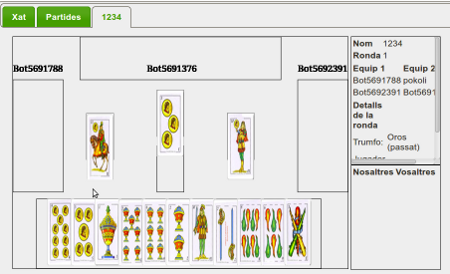 Xat
Partides
1234
Bot5691788
Bot5691376
Bot5692391
Nom 1234
Ronda 1
Equip 1 Equip 2
Bot5691788 pokoli
Bot5692391 Bot5691
Detalls
de la
ronda
Trumfo: Oros
(passat)
Nosaltres Vosaltres